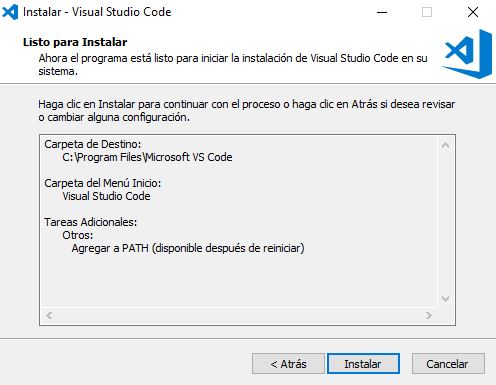 Instalar - Visual Studio Code
Listo para Instalar
Ahora el programa está listo para iniciar la instalación de Visual Studio Code en su
sistema.
Haga clic en Instalar para continuar con el proceso o haga clic en Atrás si desea revisar
o cambiar alguna configuración.
Carpeta de Destino:
C:\Program Files\Microsoft VS Code
Carpeta del Menú Inicio:
Visual Studio Code
Tareas Adicionales:
Otros:
Agregar a PATH (disponible después de reiniciar)
< Atrás
Instalar
Cancelar